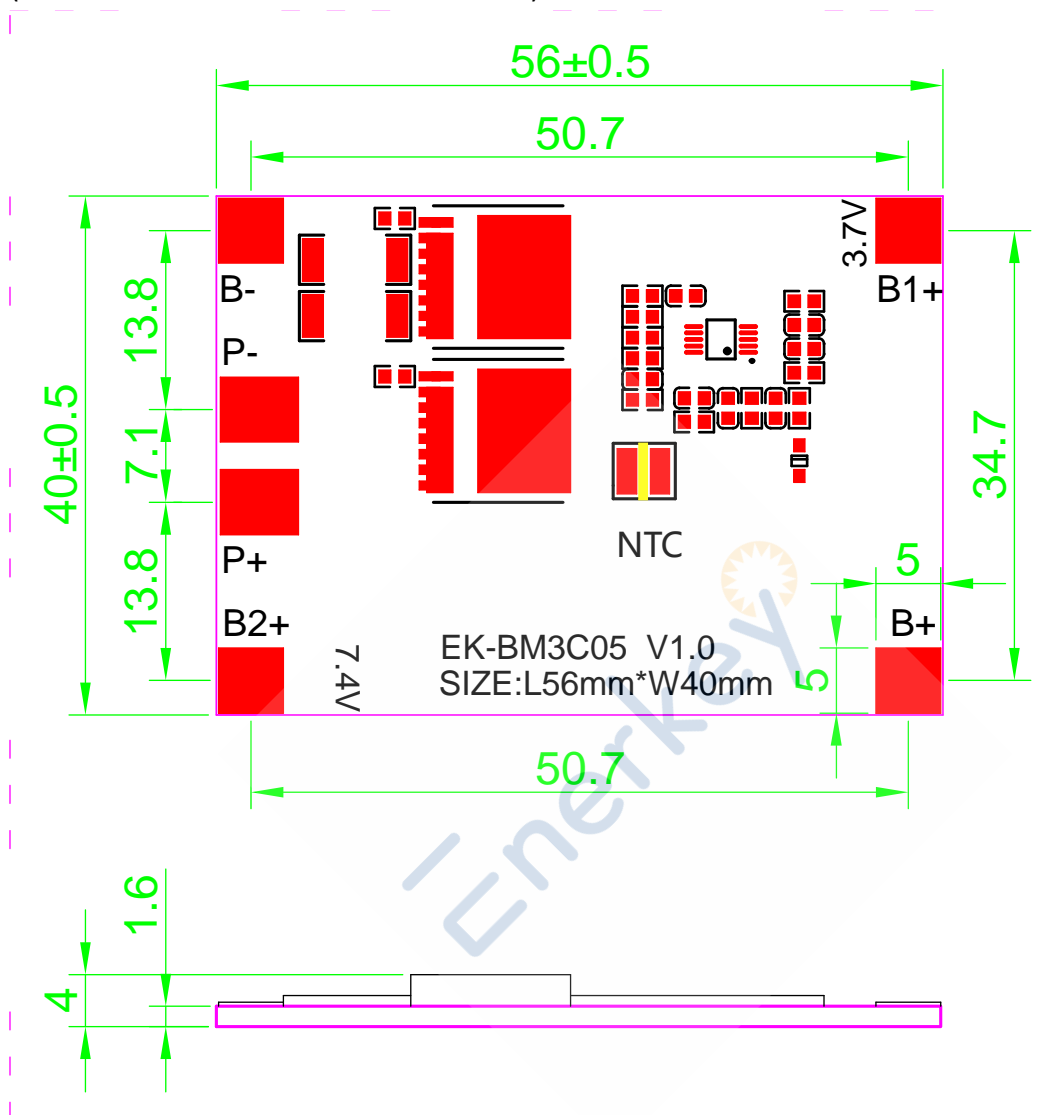 56±0.5
50.7
3.7V
B-
B1+
13.8
P-
40±0.5
7.1
34.7
NTC
P+
5
13.8
B2+
B+
7.4V
EK-BM3C05 V1.0
SIZE:L56mm*W40mm
5
50.7
Enerkey
1.6
4